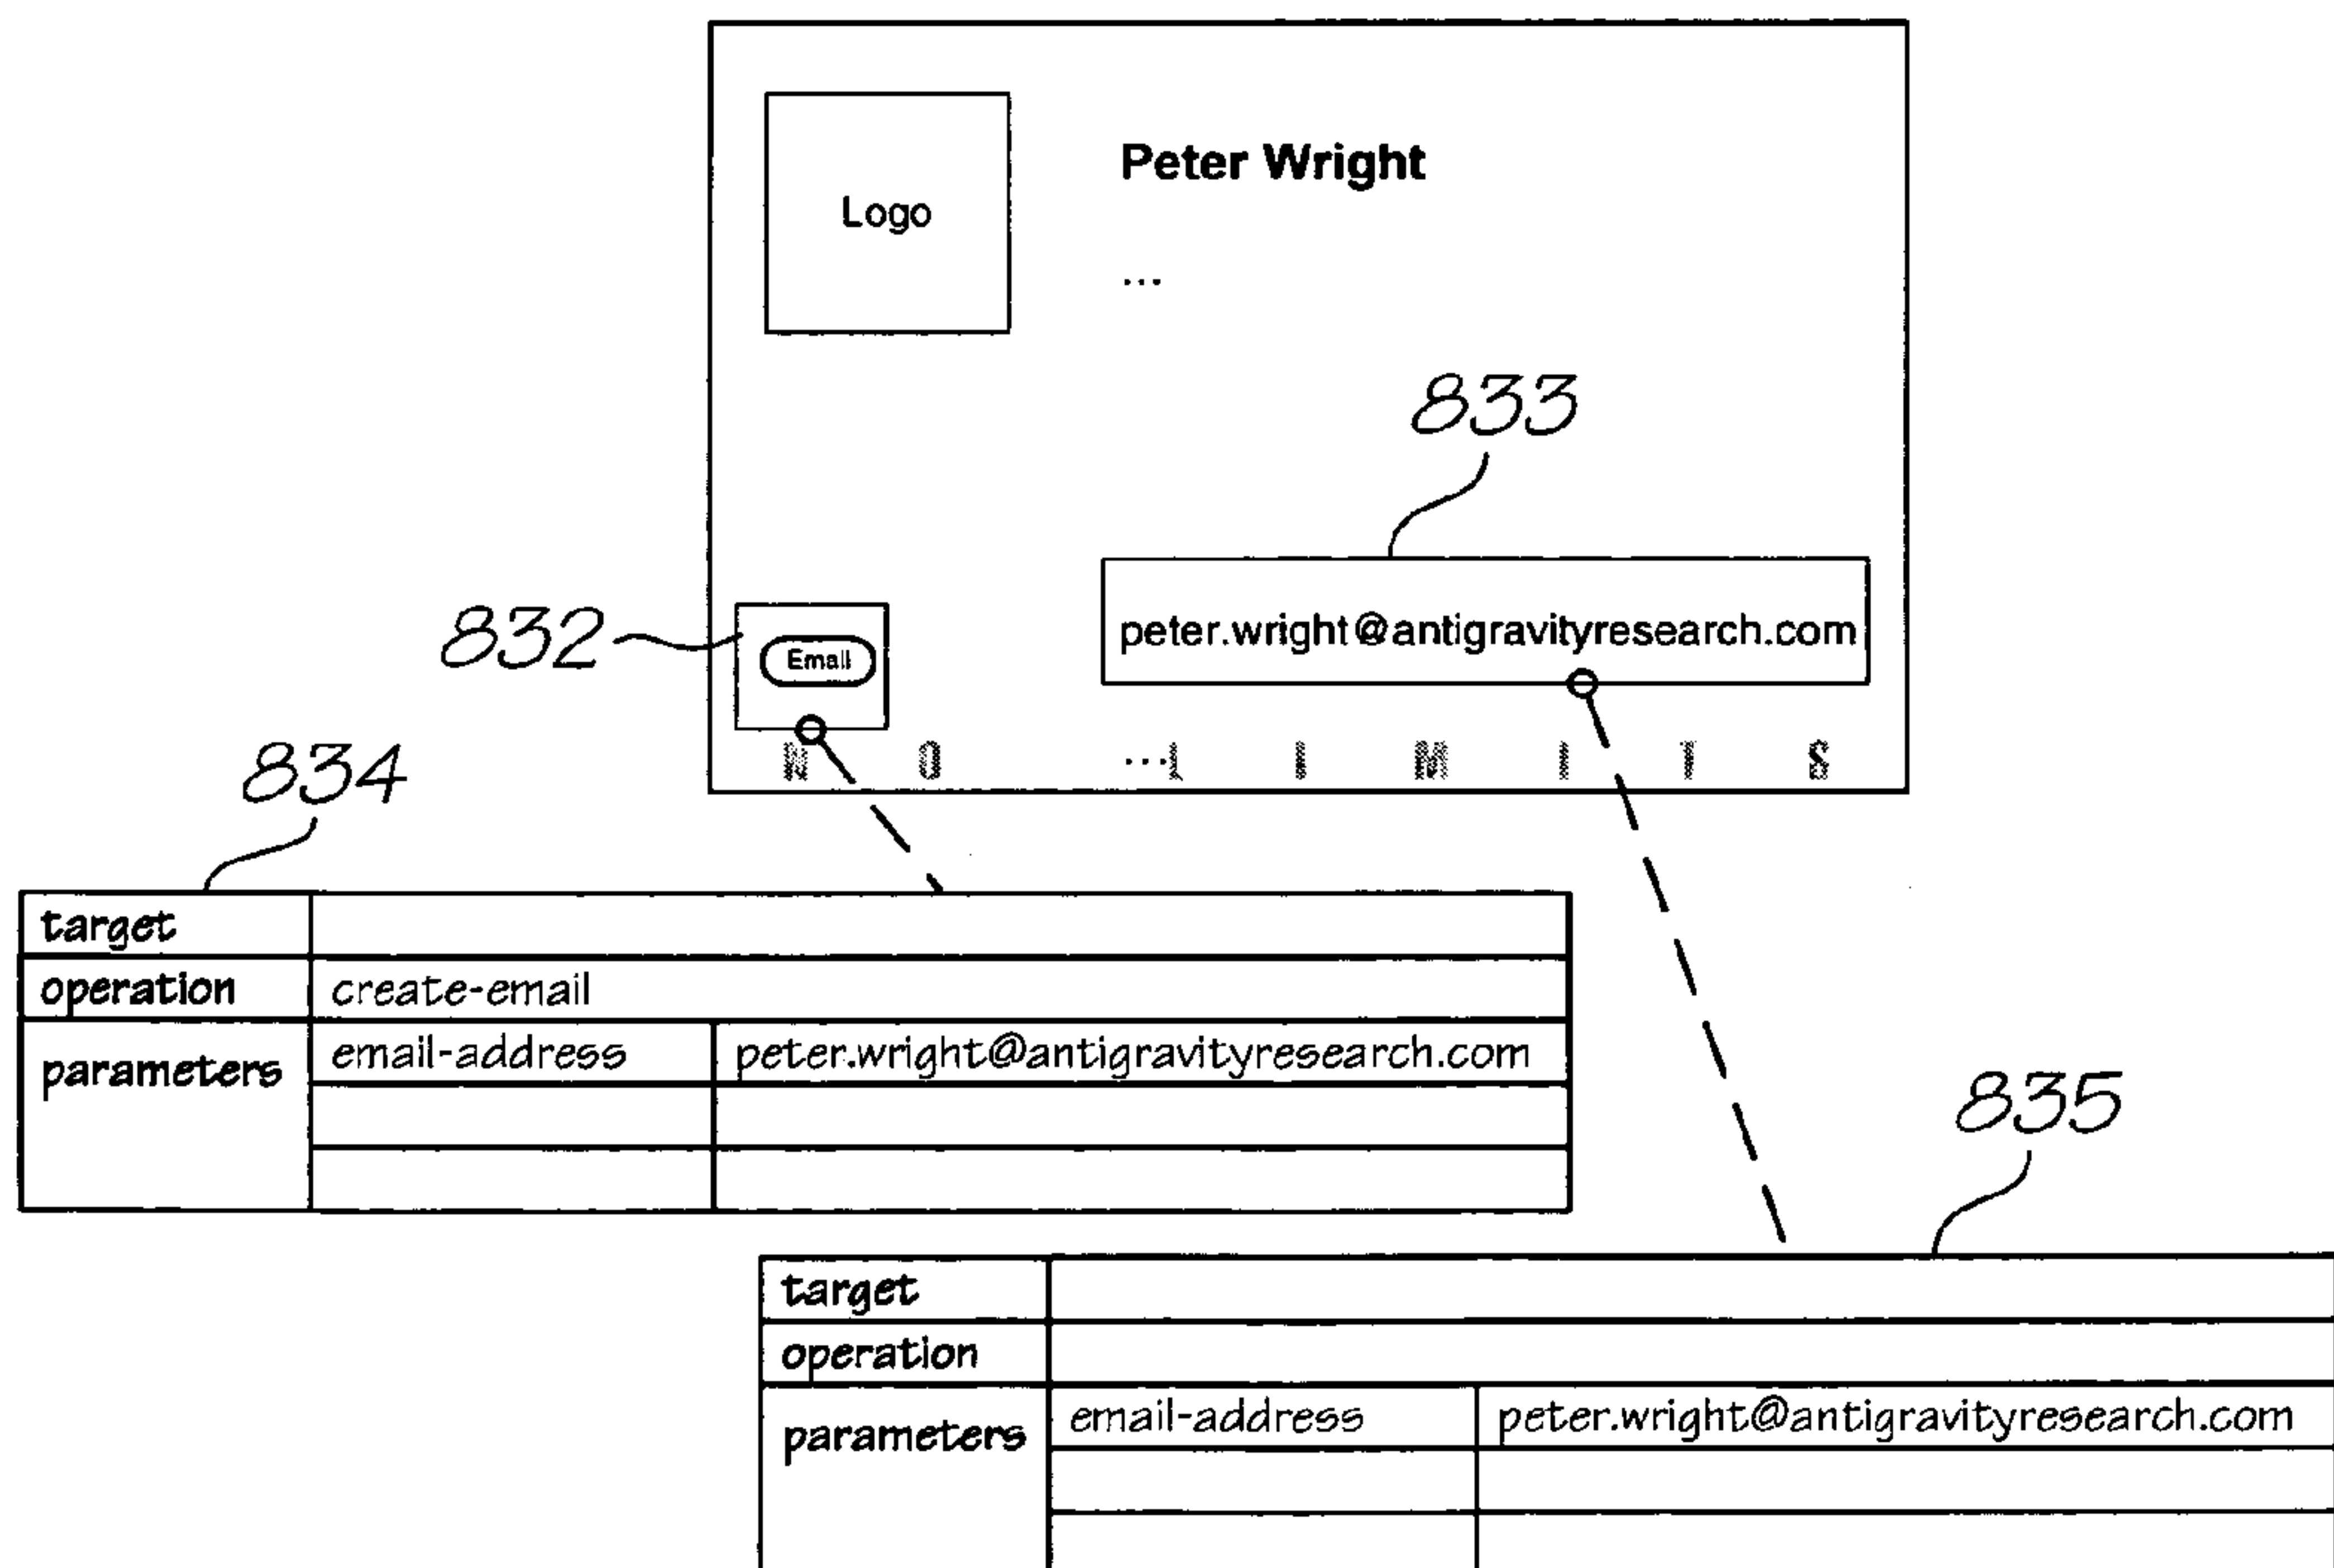 Peter Wright
Logo
...
833
832
Email
peter.wright@antigravityresearch.com
N O ...L I M I T S
834
target
operation create-email
parameters email-address peter.wright@antigravityresearch.com
835
target
operation
parameters email-address peter.wright@antigravityresearch.com